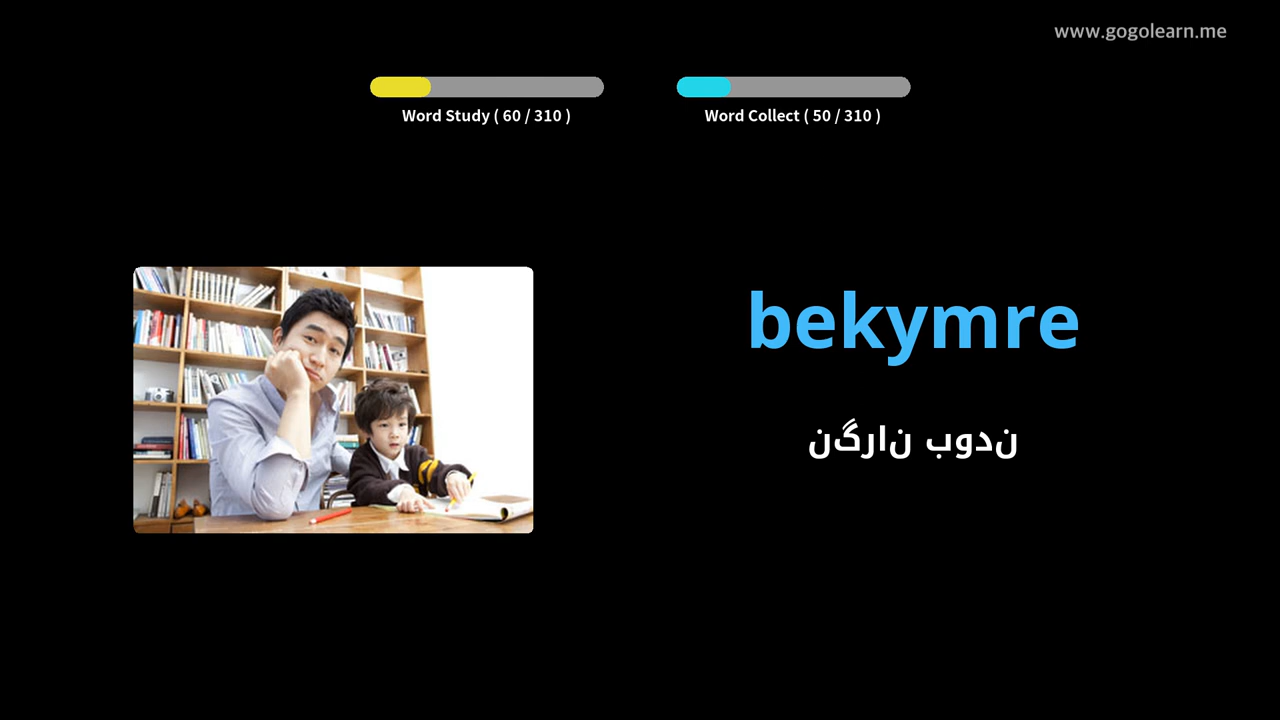 www.gogolearn.me
Word Study ( 60 / 310 )
Word Collect ( 50 / 310 )
bekymre
نگران بودن